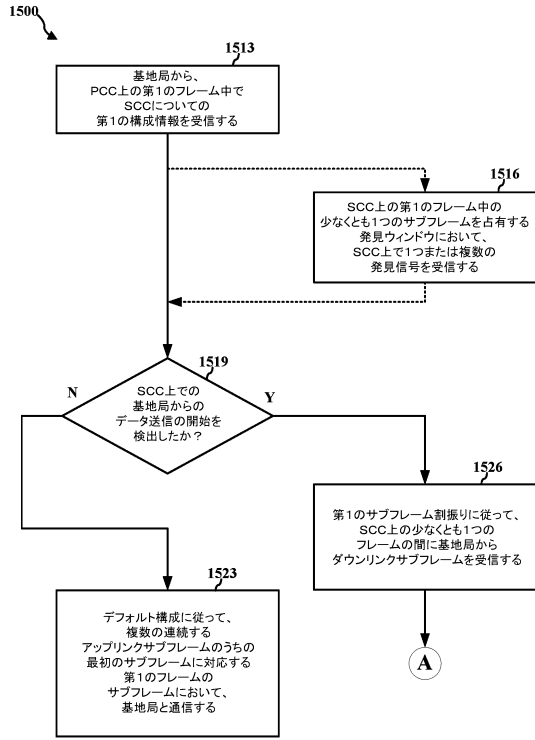 1500
1513
基地局から、
PCC上の第1のフレーム中で
SCCについての
第1の構成情報を受信する
1516
SCC上の第1のフレーム中の
少なくとも1つのサブフレームを占有する
発見ウィンドウにおいて、
SCC上で1つまたは複数の
発見信号を受信する
1519
N
SCC上での
基地局からの
データ送信の開始を
検出したか？
Y
1526
第1のサブフレーム割振りに従って、
SCC上の少なくとも1つの
フレームの間に基地局から
ダウンリンクサブフレームを受信する
1523
デフォルト構成に従って、
複数の連続する
アップリンクサブフレームのうちの
最初のサブフレームに対応する
第1のフレームの
サブフレームにおいて、
基地局と通信する
A